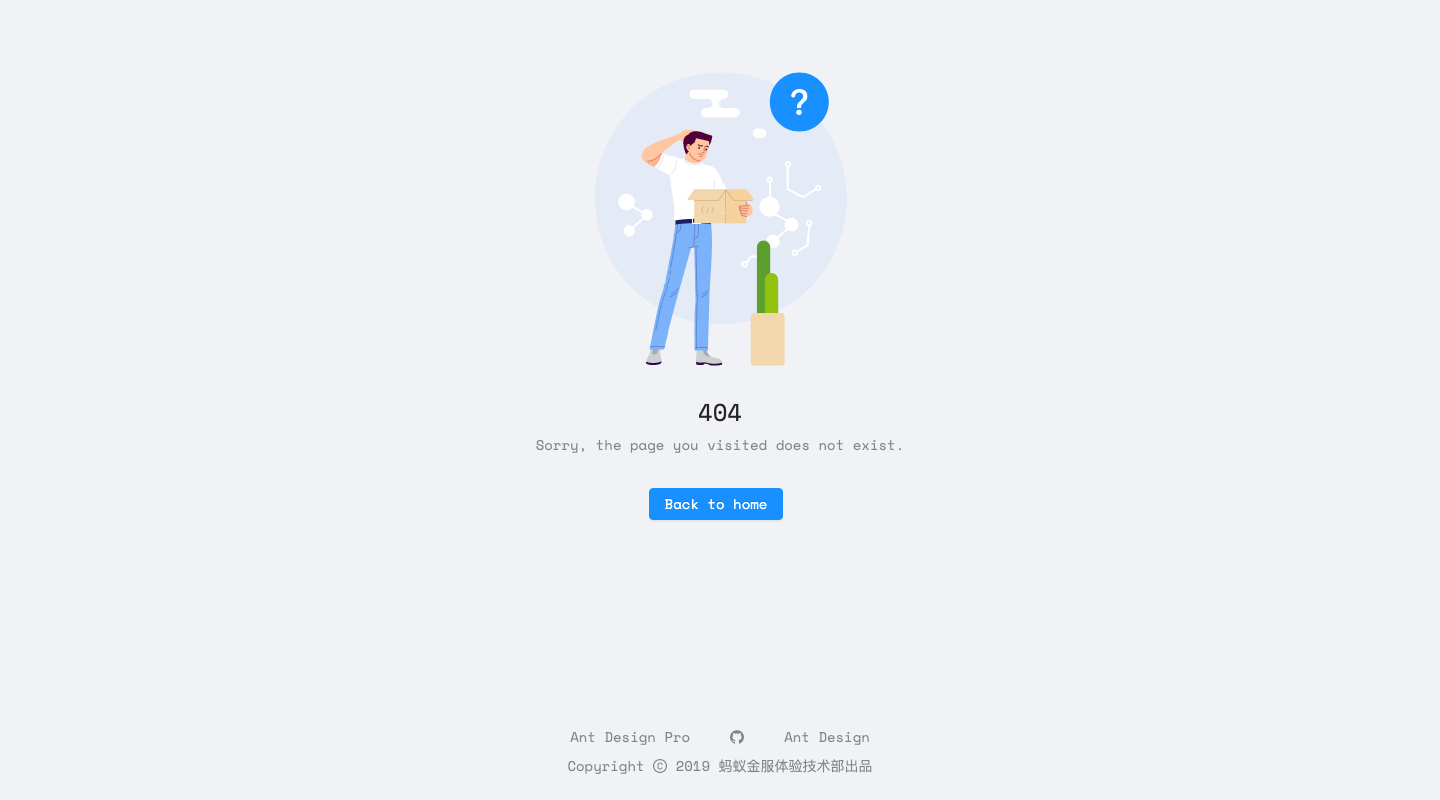 ?
404
Sorry, the page you visited does not exist.
Back to home
Ant Design Pro Ant Design
Copyright © 2019 蚂蚁金服体验技术部出品